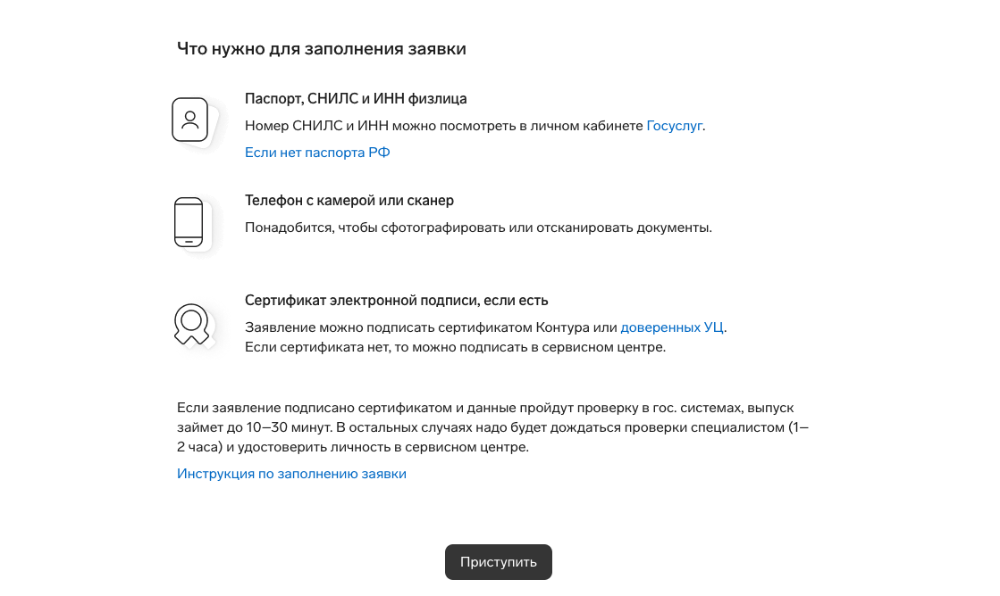 Что нужно для заполнения заявки
Паспорт, СНИЛС и ИНН физлица
Номер СНИЛС и ИНН можно посмотреть в личном кабинете Госуслуг.
Если нет паспорта РФ
Телефон с камерой или сканер
Понадобится, чтобы сфотографировать или отсканировать документы.
Сертификат электронной подписи, если есть
Заявление можно подписать сертификатом Контура или доверенных УЦ.
Если сертификата нет, то можно подписать в сервисном центре.
Если заявление подписано сертификатом и данные пройдут проверку в гос. системах, выпуск
займет до 10–30 минут. В остальных случаях надо будет дождаться проверки специалистом (1–
2 часа) и удостоверить личность в сервисном центре.
Инструкция по заполнению заявки
Приступить